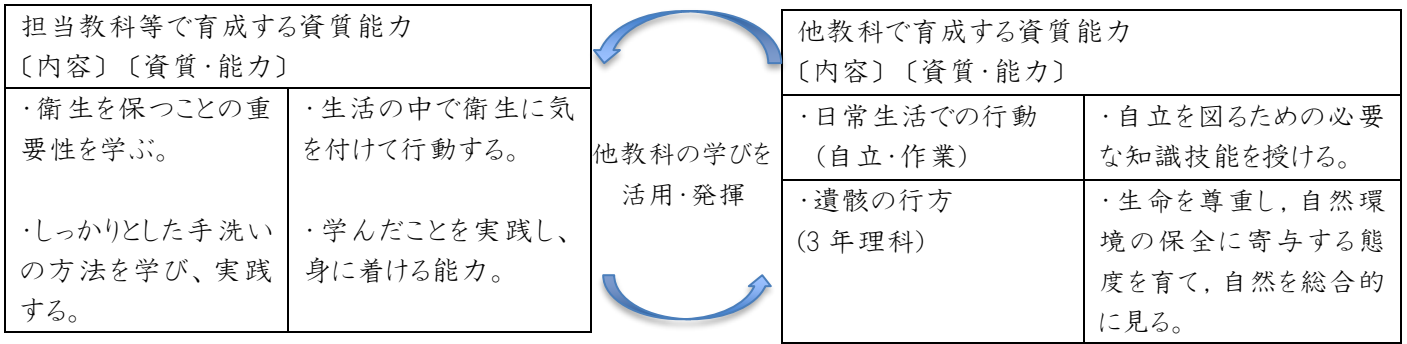 担当教科等で育成する資質能力
〔内容〕〔資質・能力〕
・衛生を保つことの重
要性を学ぶ。
・しっかりとした手洗い
の方法を学び、実践
する。
・生活の中で衛生に気
を付けて行動する。
・学んだことを実践し、
身に着ける能力。
他教科の学びを
活用・発揮
他教科で育成する資質能力
〔内容〕〔資質・能力〕
・日常生活での行動
(自立・作業)
・自立を図るための必要
な知識技能を授ける。
・遺骸の行方
(3 年理科)
・生命を尊重し, 自然環
境の保全に寄与する態
度を育て, 自然を総合的
に見る。